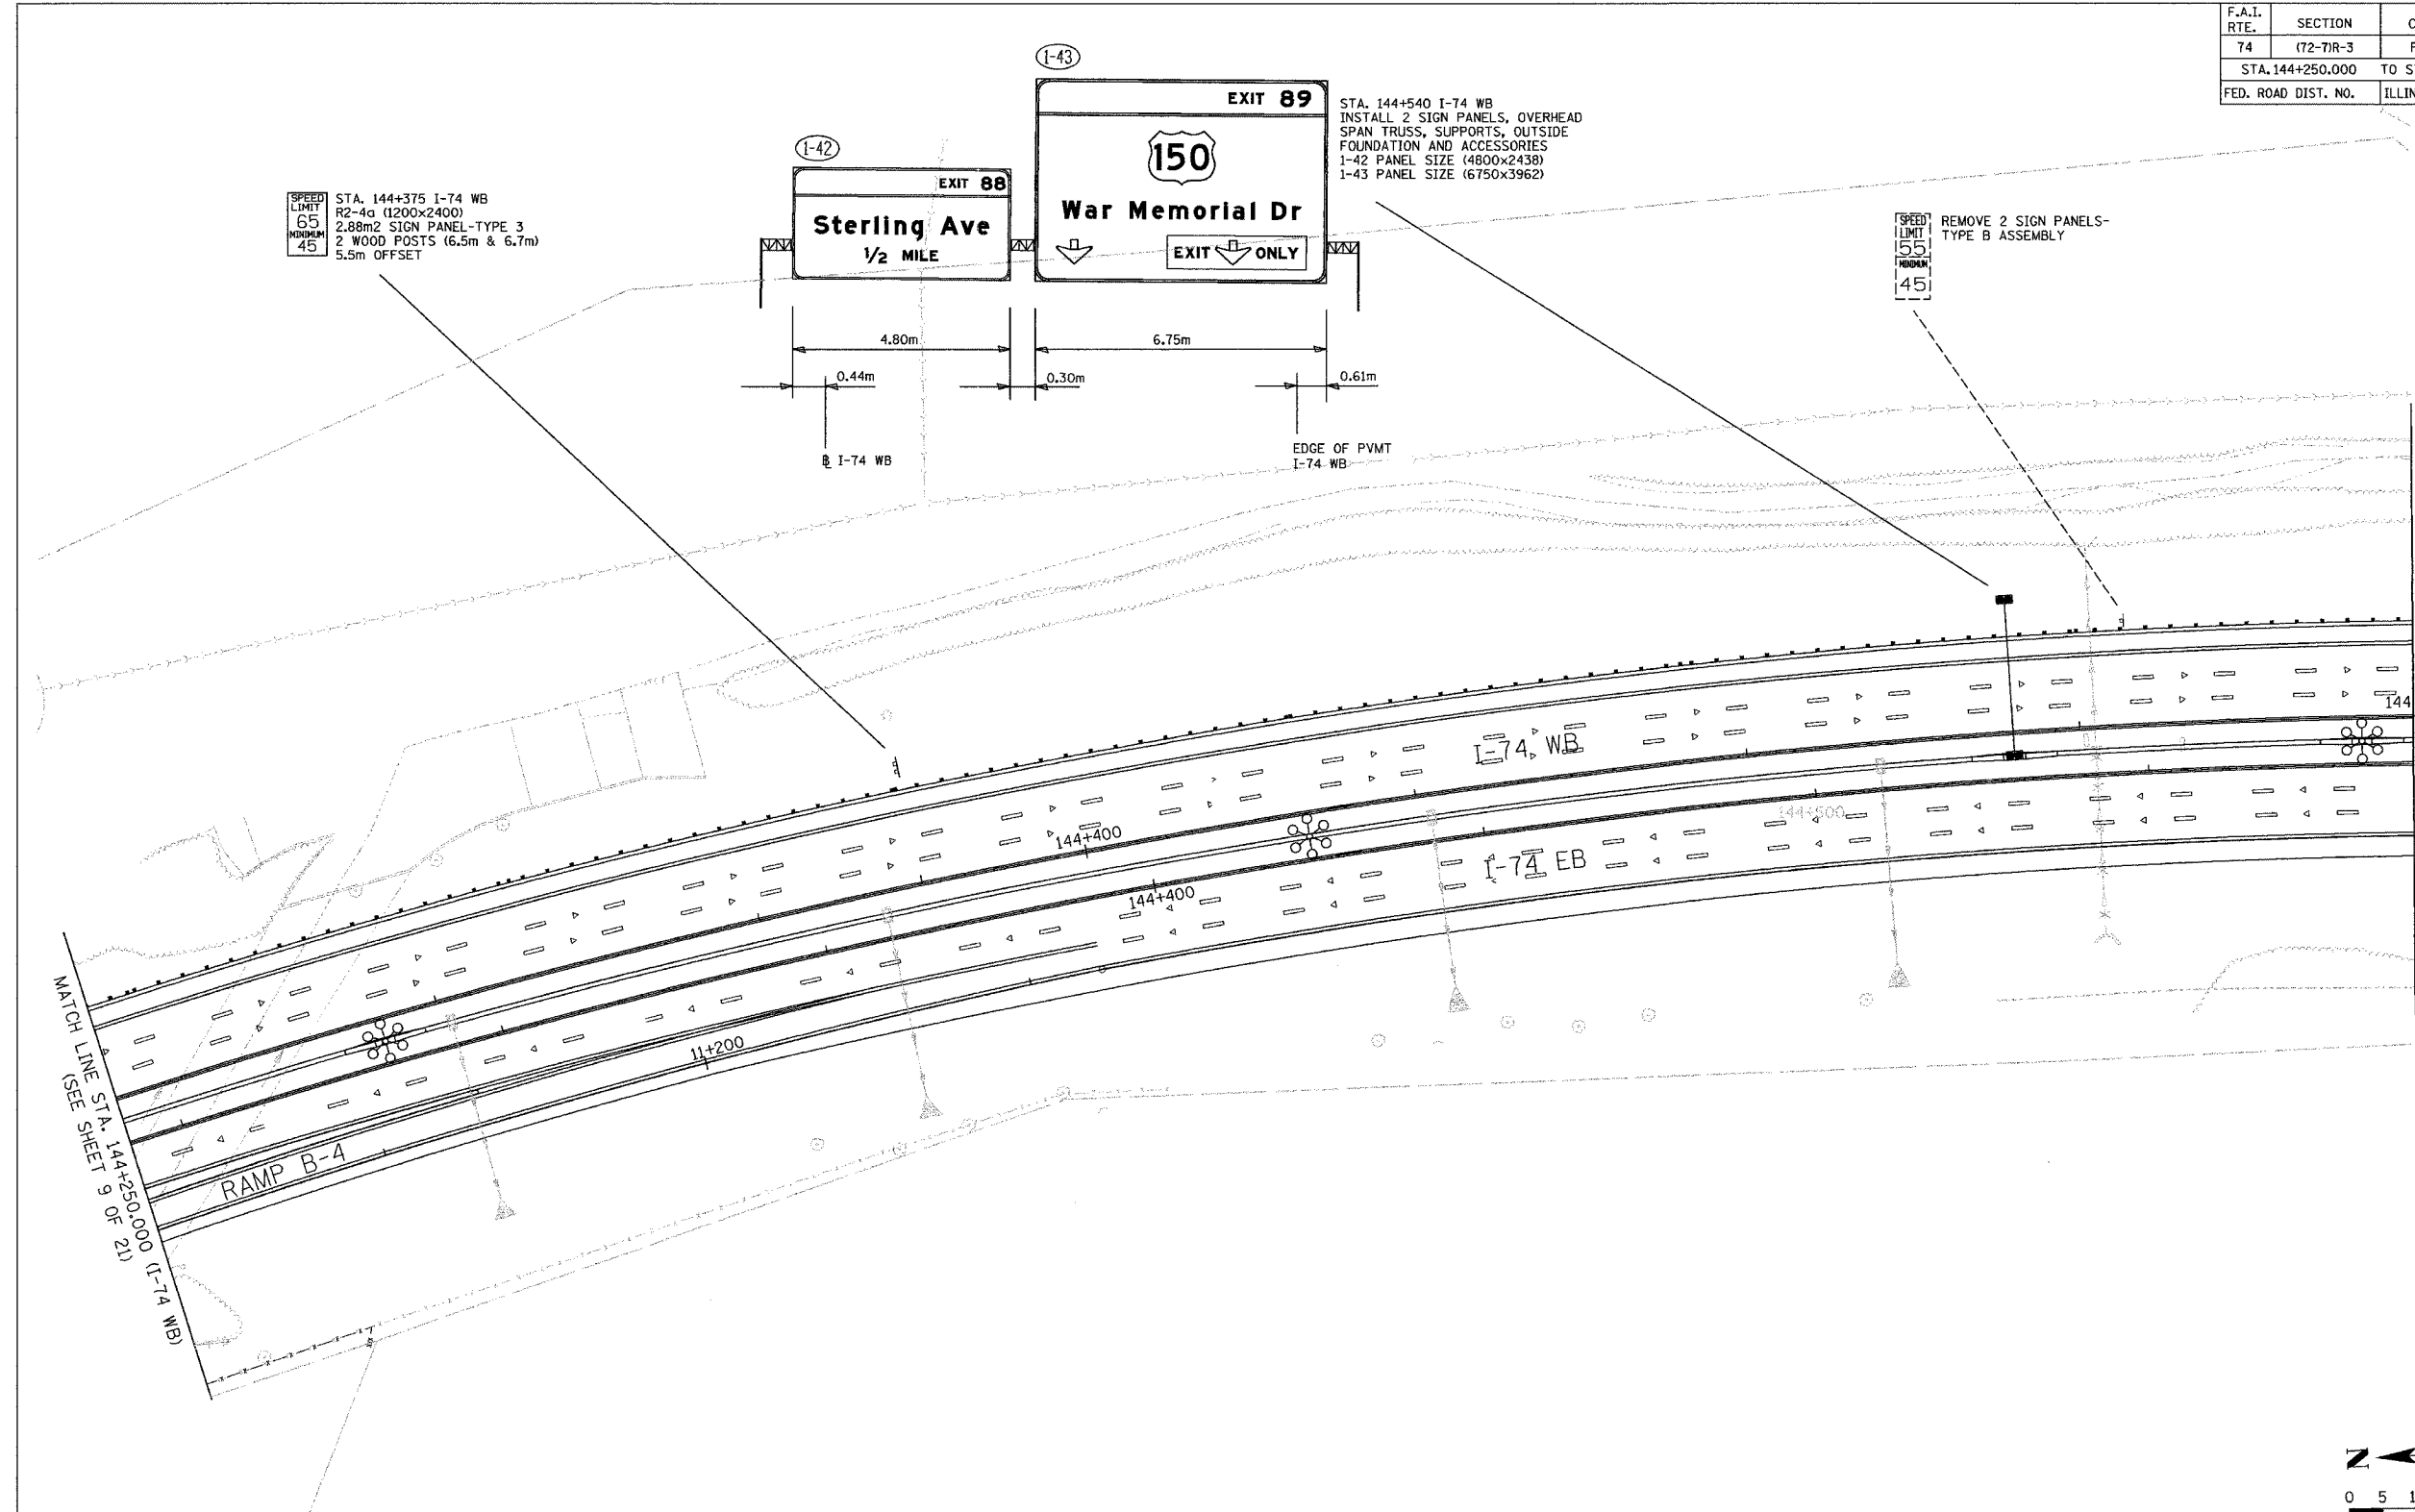 F.A.I. RTE.
SECTION
74
(72-7)R-3
STA. 144+250.000 TO
FED. ROAD DIST. NO.
1-43
EXIT 89
150
War Memorial Dr
EXIT ONLY
STA. 144+540 I-74 WB
INSTALL 2 SIGN PANELS, OVERHEAD
SPAN TRUSS, SUPPORTS, OUTSIDE
FOUNDATION AND ACCESSORIES
1-42 PANEL SIZE (4800x2438)
1-43 PANEL SIZE (6750x3962)
1-42
EXIT 88
Sterling Ave
1/2 MILE
SPEED
LIMIT
65
MINIMUM
45
STA. 144+375 I-74 WB
R2-4a (1200x2400)
2.88m2 SIGN PANEL-TYPE 3
2 WOOD POSTS (6.5m & 6.7m)
5.5m OFFSET
SPEED
LIMIT
55
MINIMUM
45
REMOVE 2 SIGN PANELS-
TYPE B ASSEMBLY
4.80m
6.75m
0.44m
0.30m
0.61m
I-74 WB
EDGE OF PVMT
I-74 WB
144
I-74 WB
144+500
144+400
I-74 EB
144+400
11+200
RAMP B-4
MATCH LINE STA. 144+250.000 (I-74 WB)
(SEE SHEET 9 OF 21)
N
0 5